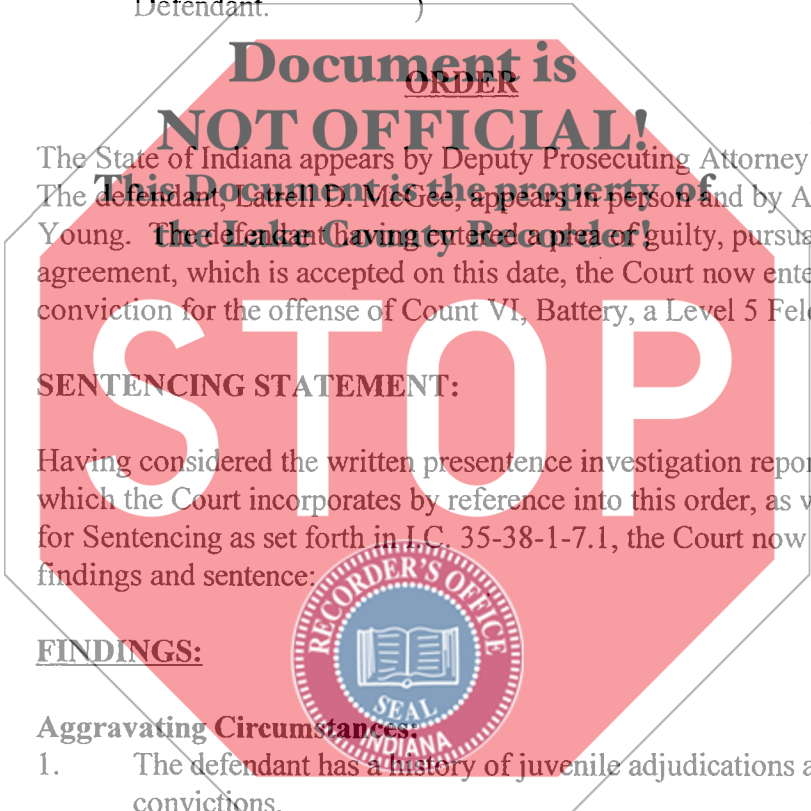 Defendant. )
Document is
ORDER
NOT OFFICIAL!
The State of Indiana appears by Deputy Prosecuting Attorney
This Document is the property of
The defendant, Latrell D. McGee, appears in person and by A
the Lake County Recorder!
Young. The defendant having entered a plea of guilty, pursua
agreement, which is accepted on this date, the Court now ente
conviction for the offense of Count VI, Battery, a Level 5 Felo
STOP
SENTENCING STATEMENT:
Having considered the written presentence investigation repor
which the Court incorporates by reference into this order, as w
for Sentencing as set forth in I.C. 35-38-1-7.1, the Court now
findings and sentence:
RECORDER'S OFFICE
SEAL
INDIANA
FINDINGS:
Aggravating Circumstances:
1. The defendant has a history of juvenile adjudications a
convictions.